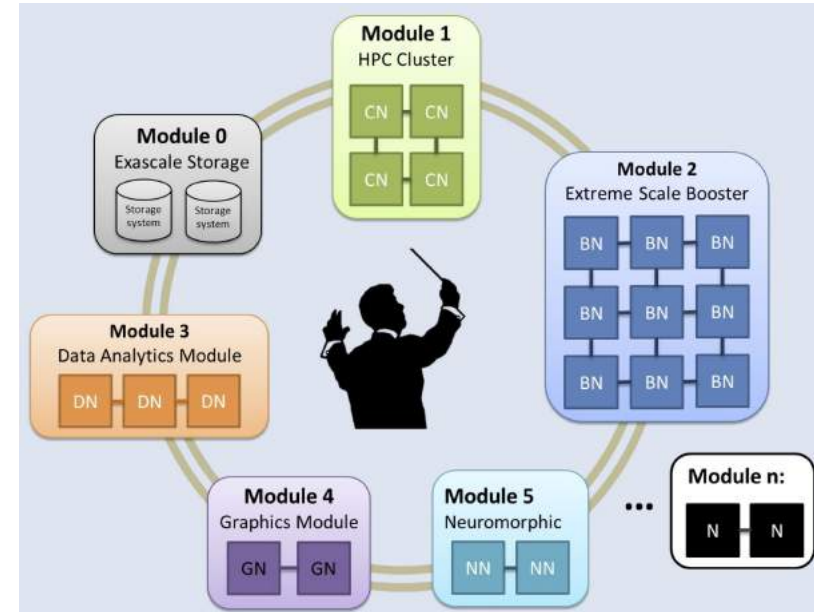 Module 1
HPC Cluster
CN CN
CN CN
Module 0
Exascale Storage
Storage system
Storage system
Module 2
Extreme Scale Booster
BN BN BN
BN BN BN
BN BN BN
Module 3
Data Analytics Module
DN DN DN
Module 4
Graphics Module
GN GN
Module 5
Neuromorphic
NN NN
...
Module n:
N N